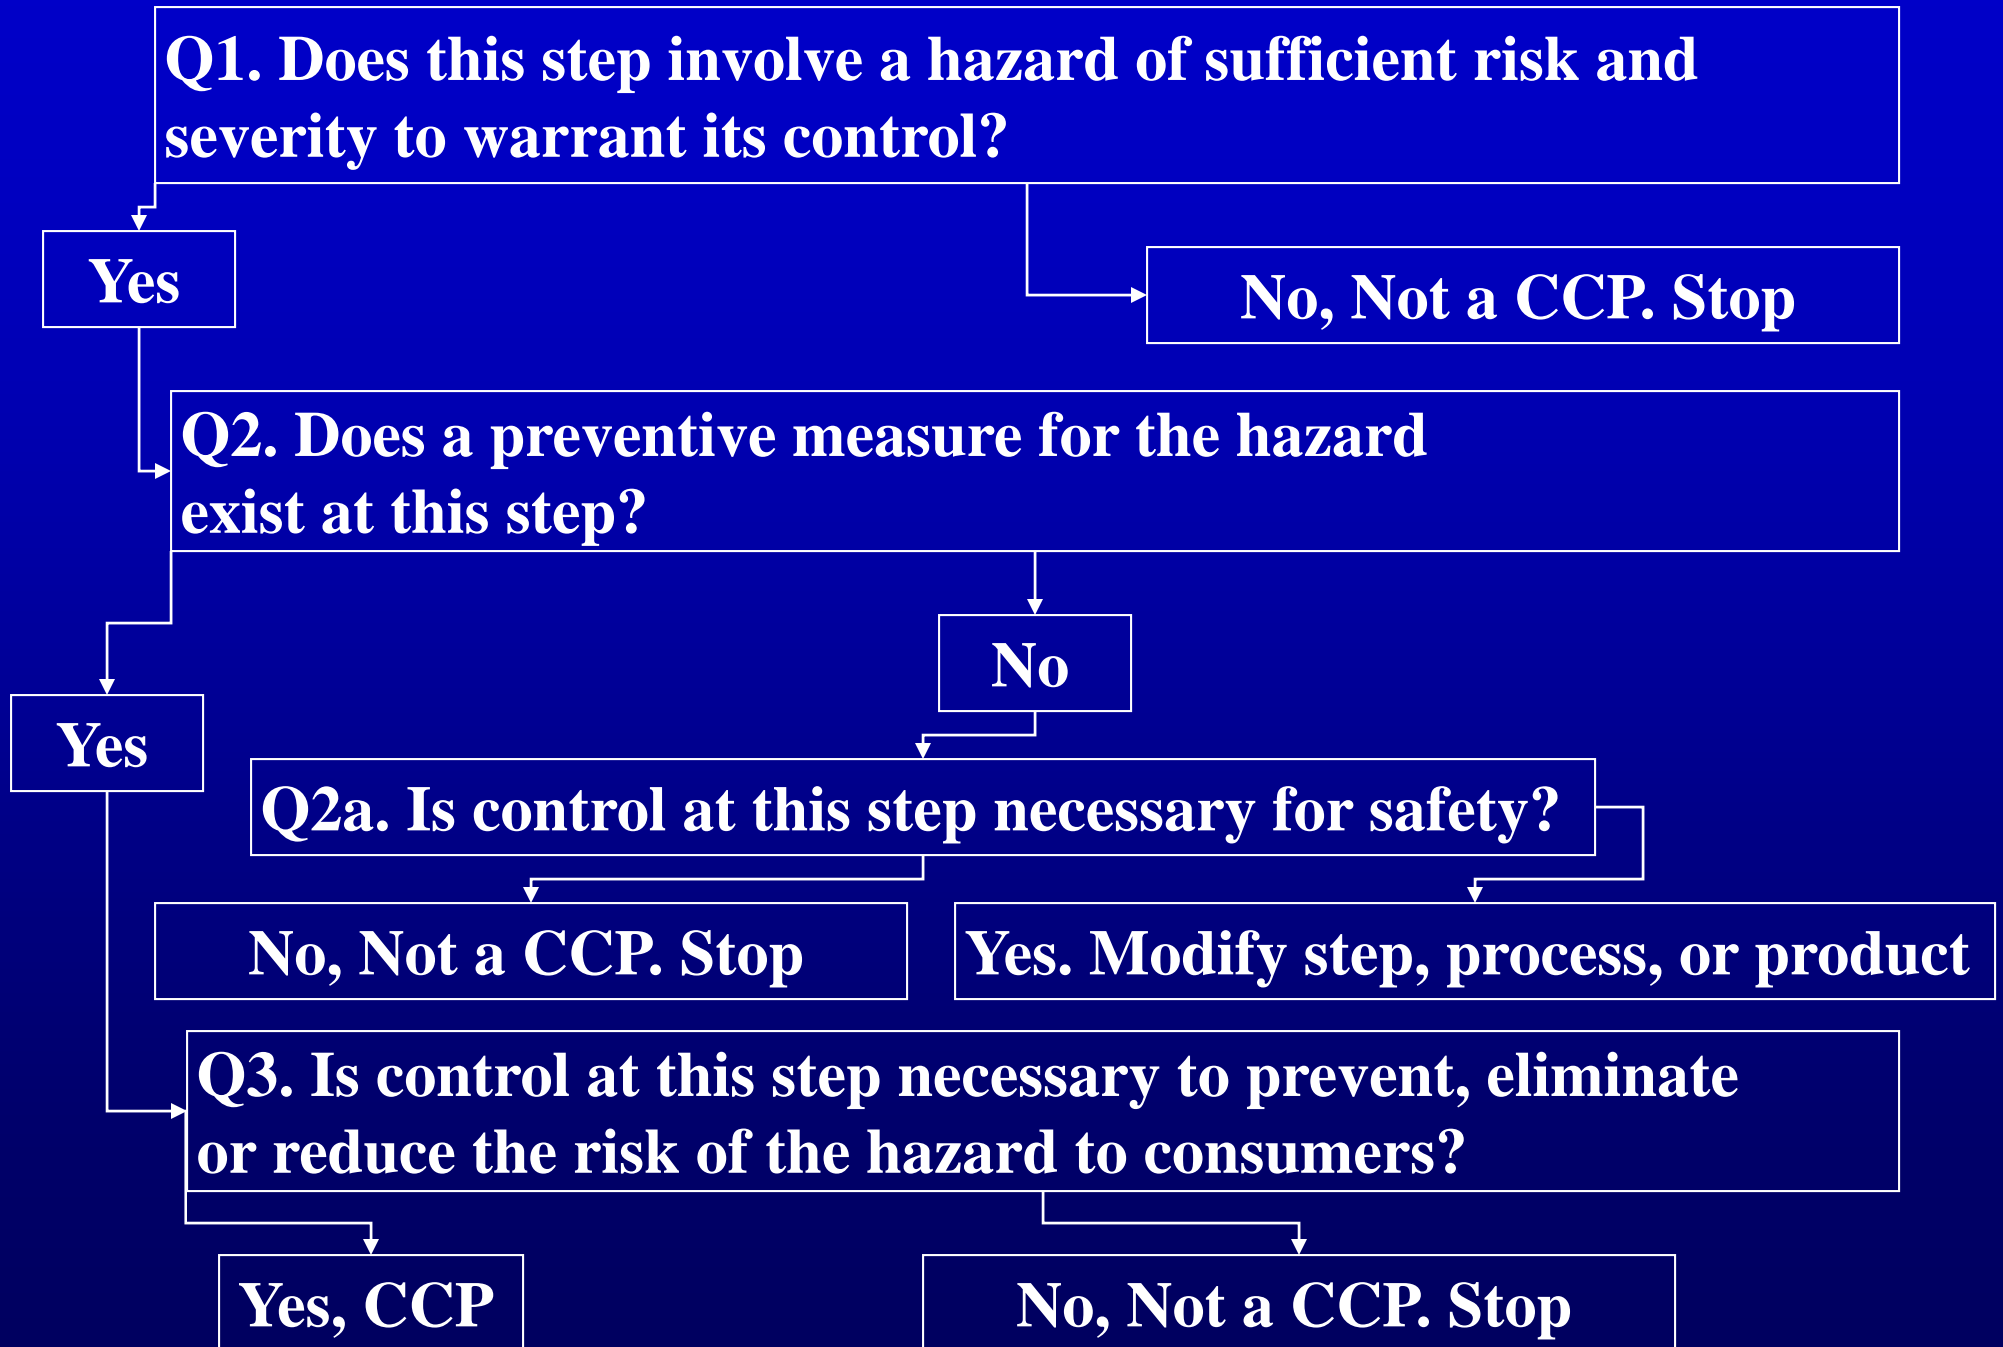 Q1. Does this step involve a hazard of sufficient risk and
severity to warrant its control?
Yes
No, Not a CCP. Stop
Q2. Does a preventive measure for the hazard
exist at this step?
No
Yes
Q2a. Is control at this step necessary for safety?
No, Not a CCP. Stop
Yes. Modify step, process, or product
Q3. Is control at this step necessary to prevent, eliminate
or reduce the risk of the hazard to consumers?
Yes, CCP
No, Not a CCP. Stop